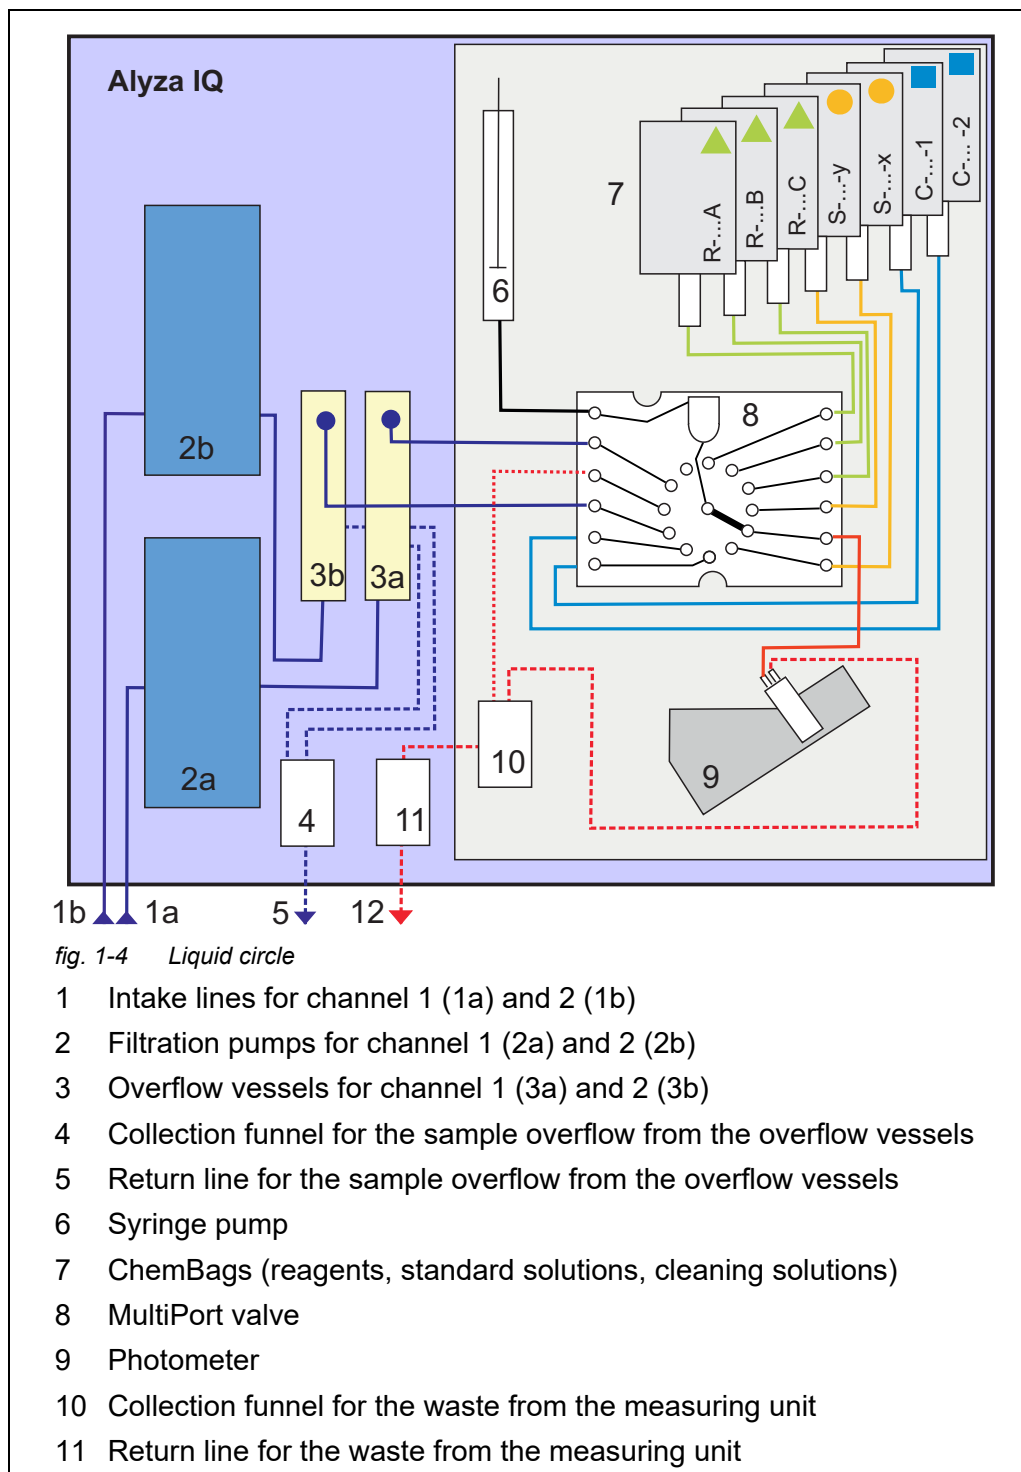 Alyza IQ
R-...A
R-...B
R-...C
S-...-y
S-...-x
C-...-1
C-... -2
7
6
8
2b
3b
3a
2a
4
11
10
9
1b
1a
5
12
fig. 1-4 Liquid circle
1 Intake lines for channel 1 (1a) and 2 (1b)
2 Filtration pumps for channel 1 (2a) and 2 (2b)
3 Overflow vessels for channel 1 (3a) and 2 (3b)
4 Collection funnel for the sample overflow from the overflow vessels
5 Return line for the sample overflow from the overflow vessels
6 Syringe pump
7 ChemBags (reagents, standard solutions, cleaning solutions)
8 MultiPort valve
9 Photometer
10 Collection funnel for the waste from the measuring unit
11 Return line for the waste from the measuring unit